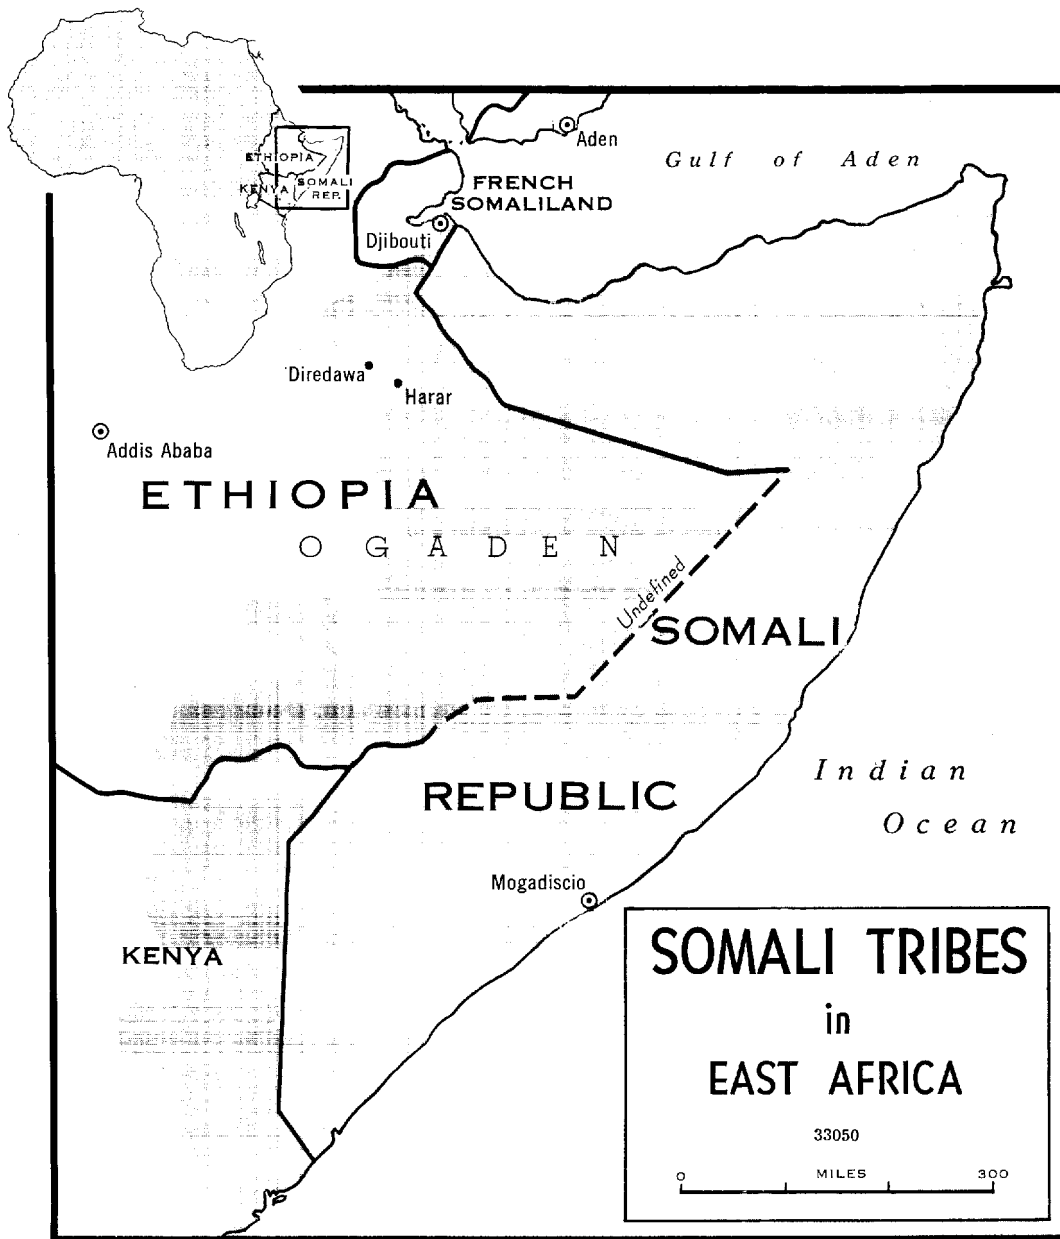 ETHIOPIA
KENYA
SOMALI
REP.
Aden
Gulf of Aden
FRENCH
SOMALILAND
Djibouti
Diredawa
Harar
Addis Ababa
ETHIOPIA
OGADEN
Undefined
SOMALI
REPUBLIC
Indian
Ocean
Mogadiscio
KENYA
SOMALI TRIBES
in
EAST AFRICA
33050
0 MILES 300